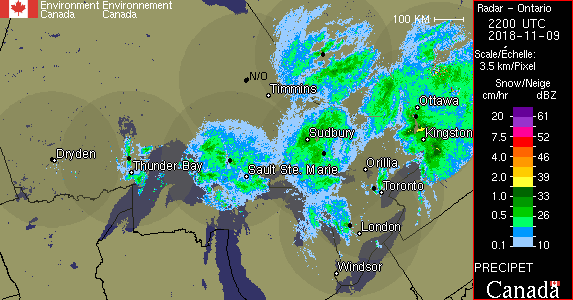 Environment Environnement
Canada Canada
100 KM
N/O
Timmins
Ottawa
Sudbury
Kingston
Dryden
Thunder Bay
Sault Ste. Marie
Orillia
Toronto
London
Windsor
Radar - Ontario
2200 UTC
2018-11-09
Scale/Échelle:
3.5 km/Pixel
Snow/Neige
cm/hr dBZ
20 61
7.5 52
4.0 46
2.0 39
1.0 33
0.5 26
0.1 10
PRECIPET
Canada